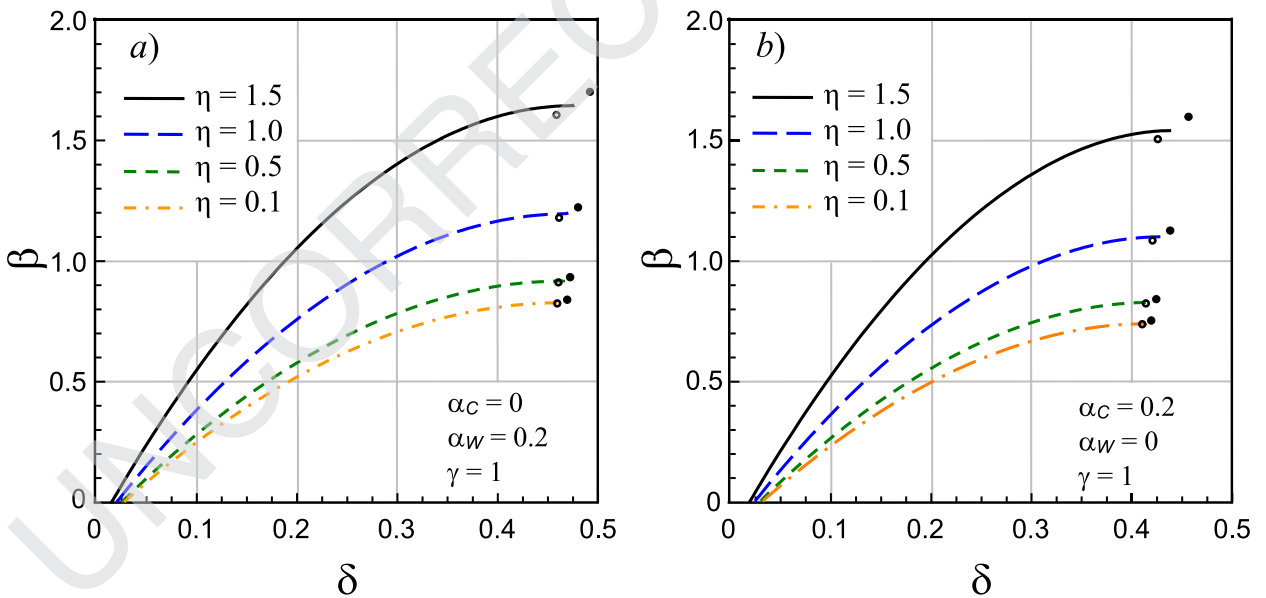 UNCORREC
a)
η = 1.5
η = 1.0
η = 0.5
η = 0.1
α_C = 0
α_W = 0.2
γ = 1
2.0
1.5
1.0
0.5
0
0 0.1 0.2 0.3 0.4 0.5
β
δ
b)
η = 1.5
η = 1.0
η = 0.5
η = 0.1
α_C = 0.2
α_W = 0
γ = 1
2.0
1.5
1.0
0.5
0
0 0.1 0.2 0.3 0.4 0.5
β
δ